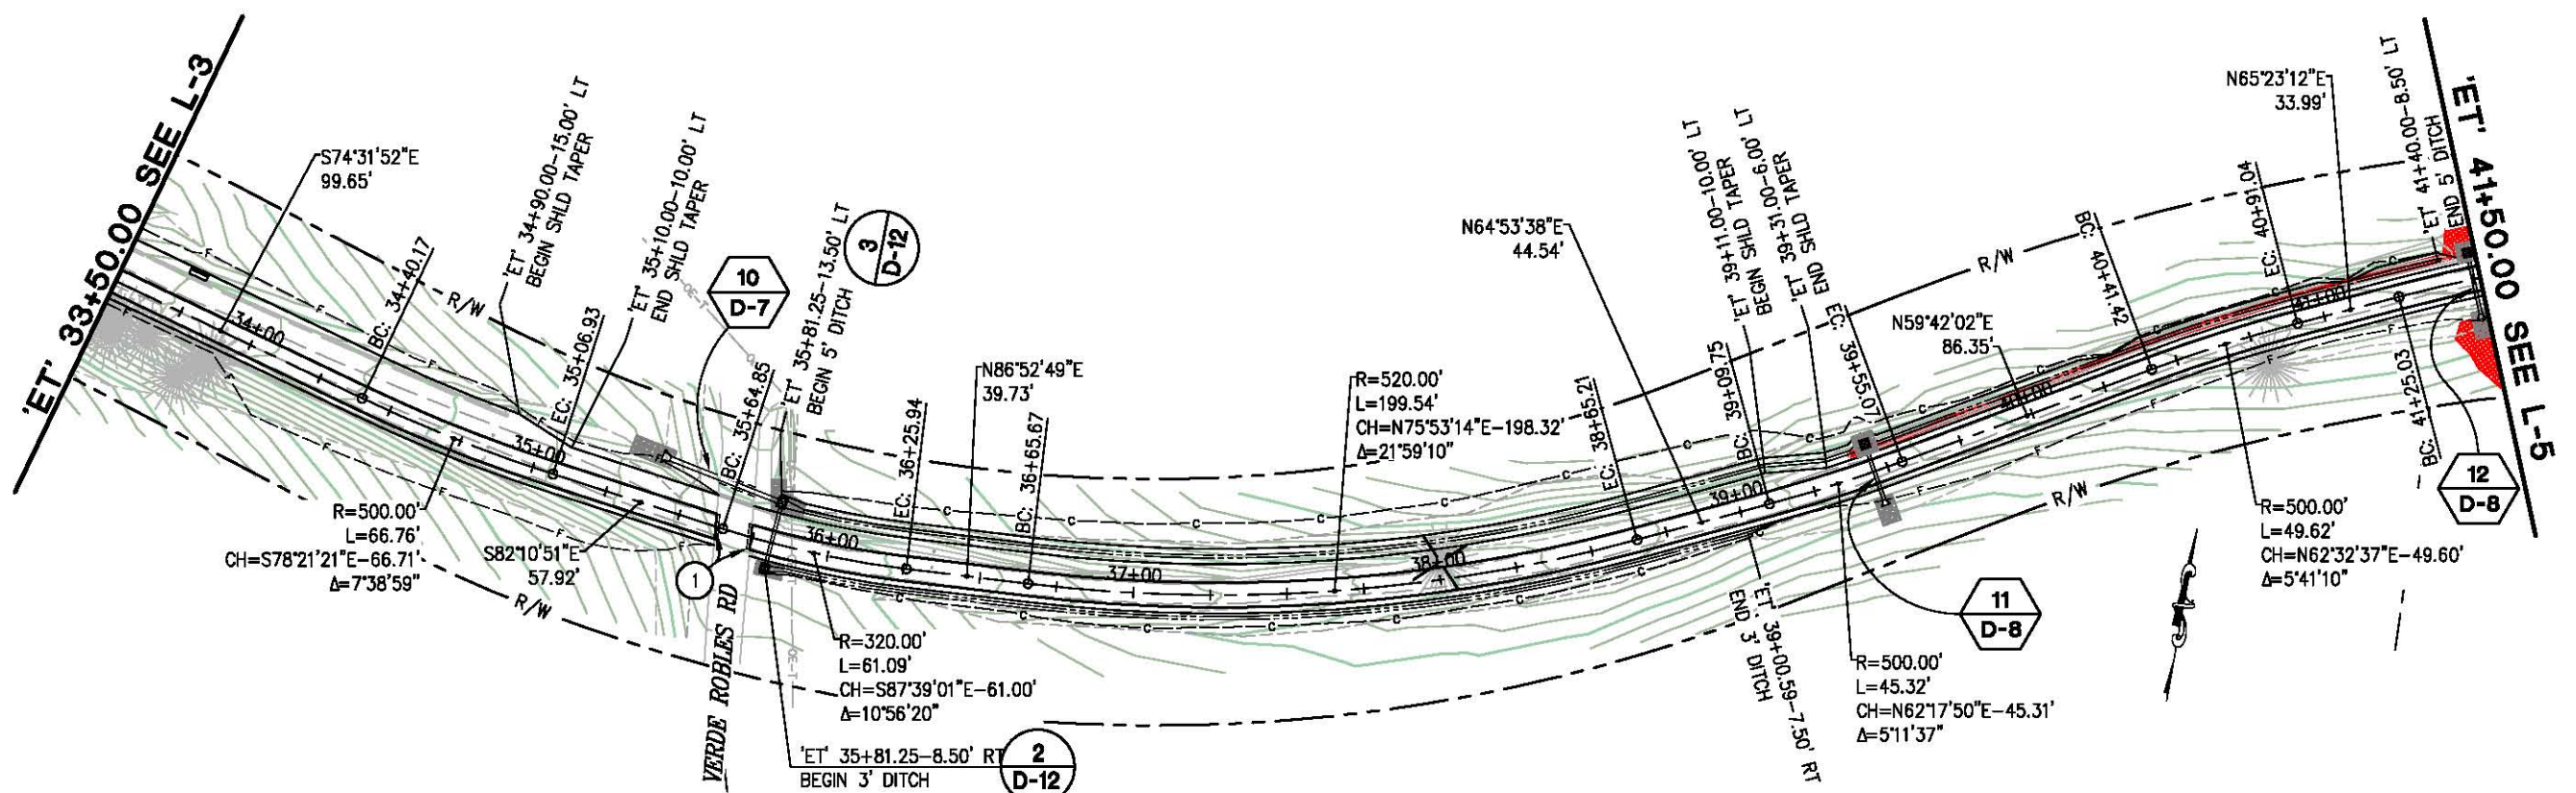 'ET' 33+50.00 SEE L-3
S74°31'52"E
99.65'
34+00
BC: 34+40.17
R/W
'ET' 34+90.00-15.00' LT
BEGIN SHLD TAPER
EC: 35+06.93
35+00
'ET' 35+10.00-10.00' LT
END SHLD TAPER
10
D-7
BC: 35+64.85
'ET' 35+81.25-13.50' LT
BEGIN 5' DITCH
3
D-12
R=500.00'
L=66.76'
CH=S78°21'21"E-66.71'
Δ=7°38'59"
S82°10'51"E
57.92'
R/W
1
VERDE ROBLES RD
36+00
EC: 36+25.94
N86°52'49"E
39.73'
BC: 36+65.67
R=320.00'
L=61.09'
CH=S87°39'01"E-61.00'
Δ=10°56'20"
'ET' 35+81.25-8.50' RT
BEGIN 3' DITCH
2
D-12
37+00
R=520.00'
L=199.54'
CH=N75°53'14"E-198.32'
Δ=21°59'10"
38+00
EC: 38+65.21
N64°53'38"E
44.54'
39+00
BC: 39+09.75
'ET' 39+11.00-10.00' LT
BEGIN SHLD TAPER
'ET' 39+31.00-6.00' LT
END SHLD TAPER
EC: 39+55.07
'ET' 39+00.59-7.50' RT
END 3' DITCH
R=500.00'
L=45.32'
CH=N62°17'50"E-45.31'
Δ=5°11'37"
11
D-8
N59°42'02"E
86.35'
40+00
R/W
BC: 40+41.42
EC: 40+91.04
41+00
N65°23'12"E
33.99'
'ET' 41+40.00-8.50' LT
END 5' DITCH
R/W
BC: 41+25.03
R=500.00'
L=49.62'
CH=N62°32'37"E-49.60'
Δ=5°41'10"
12
D-8
'ET' 41+50.00 SEE L-5